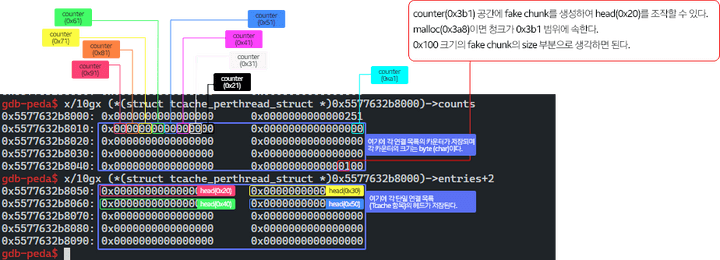 counter(0x3b1) 공간에 fake chunk를 생성하여 head(0x20)를 조작할 수 있다.
malloc(0x3a8)이면 청크가 0x3b1 범위에 속한다.
0x100 크기의 fake chunk의 size 부분으로 생각하면 된다.
counter
(0x61)
counter
(0x51)
counter
(0x71)
counter
(0x41)
counter
(0x81)
counter
(0x31)
counter
(0x91)
counter
(0x21)
counter
(0xa1)
gdb-peda$ x/10gx (*(struct tcache_perthread_struct *)0x5577632b8000)->counts
0x5577632b8000: 0x0000000000000000 0x0000000000000251
0x5577632b8010: 0x0000000000000000 0x0000000000000000
0x5577632b8020: 0x0000000000000000 0x0000000000000000
0x5577632b8030: 0x0000000000000000 0x0000000000000000
0x5577632b8040: 0x0000000000000000 0x0000000000000100
여기에 각 연결 목록의 카운터가 저장되며
각 카운터의 크기는 byte (char)이다.
gdb-peda$ x/10gx (*(struct tcache_perthread_struct *)0x5577632b8000)->entries+2
0x5577632b8050: 0x0000000000 head(0x20) 0x0000000000 head(0x30)
0x5577632b8060: 0x0000000000 head(0x40) 0x0000000000 head(0x50)
0x5577632b8070: 0x0000000000000000 0x0000000000000000
0x5577632b8080: 0x0000000000000000 0x0000000000000000
0x5577632b8090: 0x0000000000000000 0x0000000000000000
여기에 각 단일 연결 목록
(Tcache 항목)의 헤드가 저장된다.
gdb-peda$